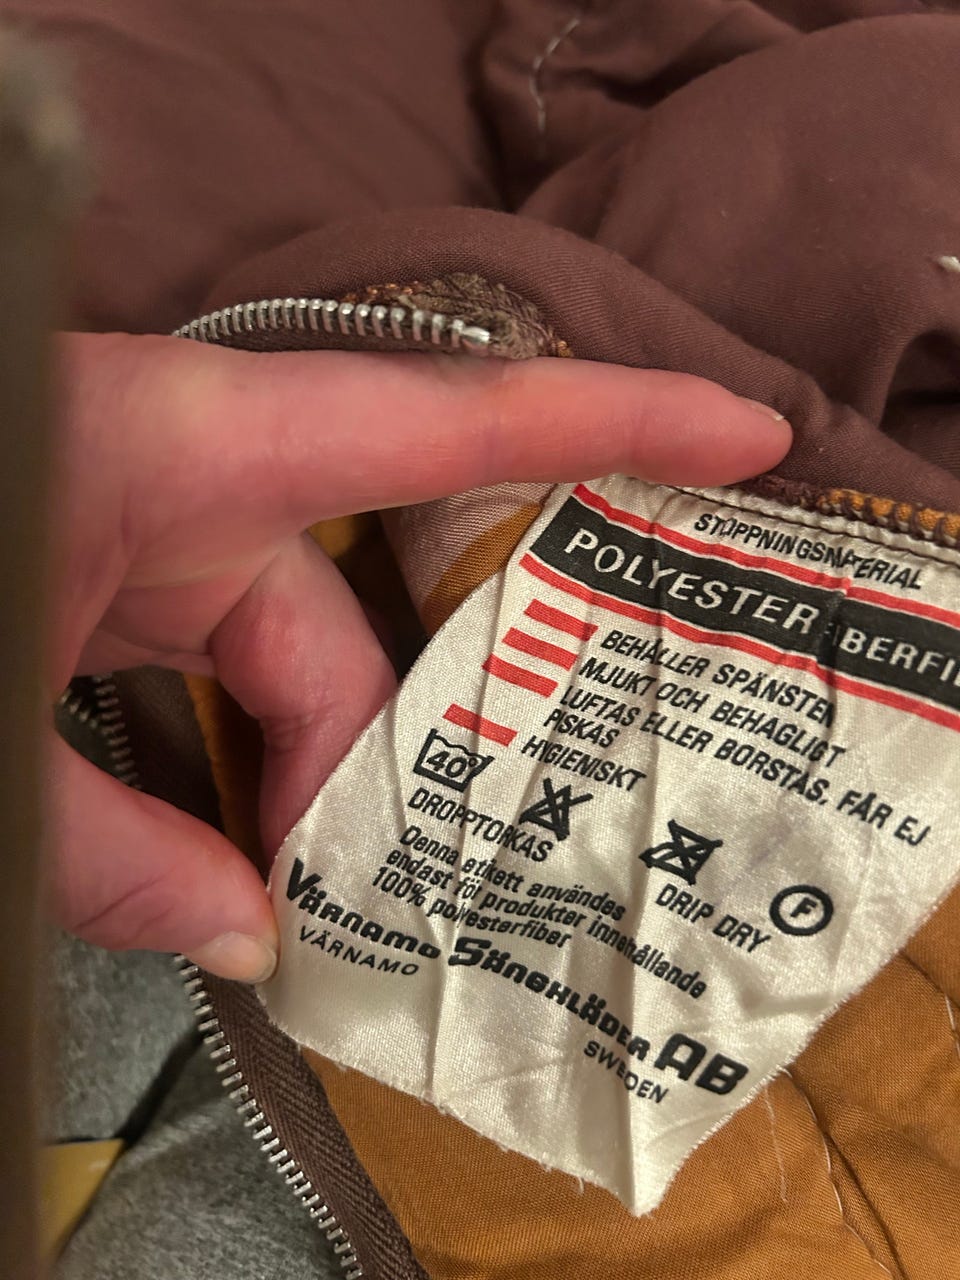 STOPPNINGSMATERIAL
POLYESTER
BEHÅLLER SPÄNSTEN
MJUKT OCH BEHAGLIGT
LUFTAS ELLER BORSTAS, FÅR EJ
PISKAS
HYGIENISKT
40°
DROPPTORKAS
DRIP DRY
F
Denna etikett användes
endast för produkter innehållande
100% polyesterfiber
Värnamo Sängkläder AB
VÄRNAMO
SWEDEN